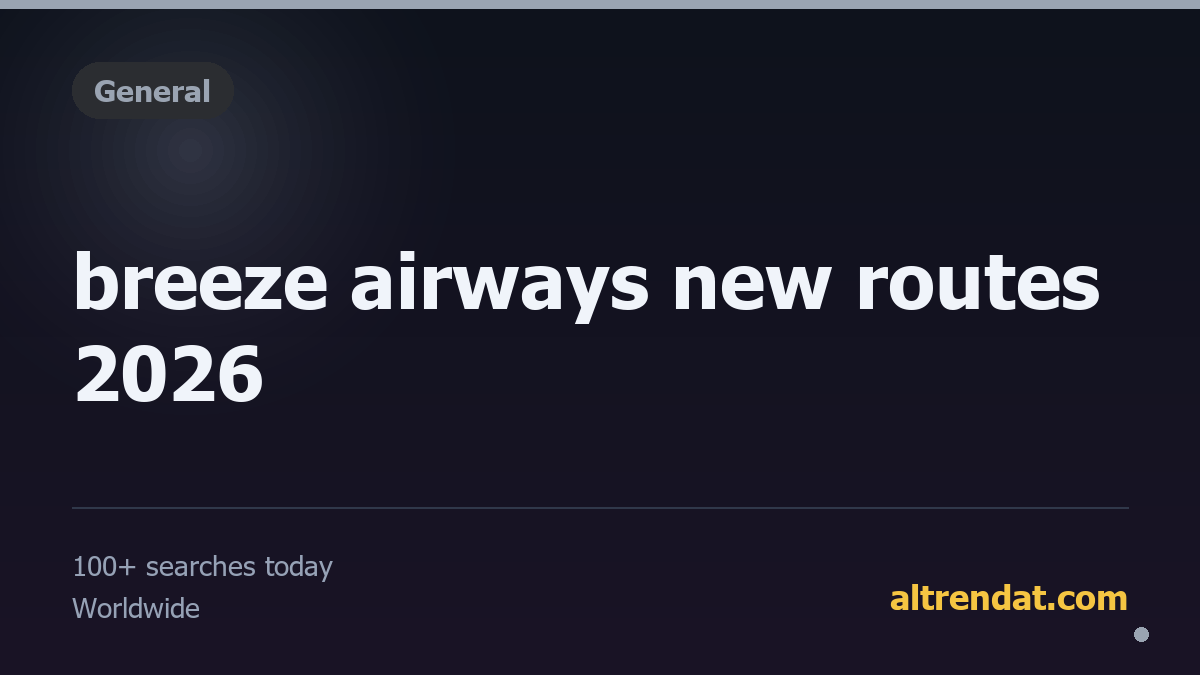 General
breeze airways new routes
2026
100+ searches today
Worldwide
altrendat.com